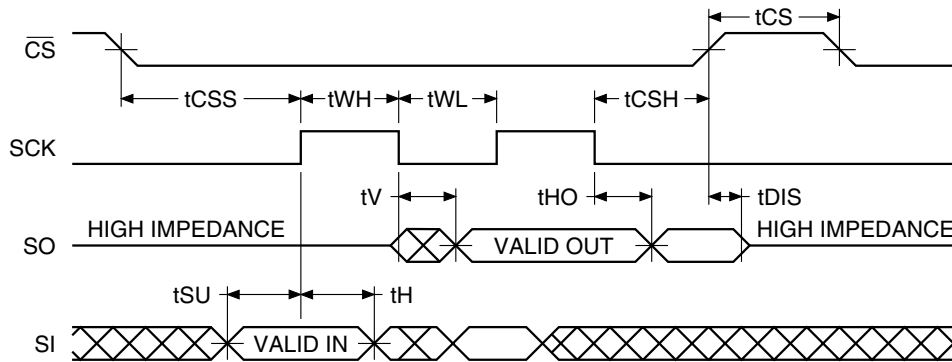 tCS
C̅S̅
tCSS tWH tWL tCSH
SCK
tV tHO tDIS
HIGH IMPEDANCE HIGH IMPEDANCE
SO VALID OUT
tSU tH
SI VALID IN